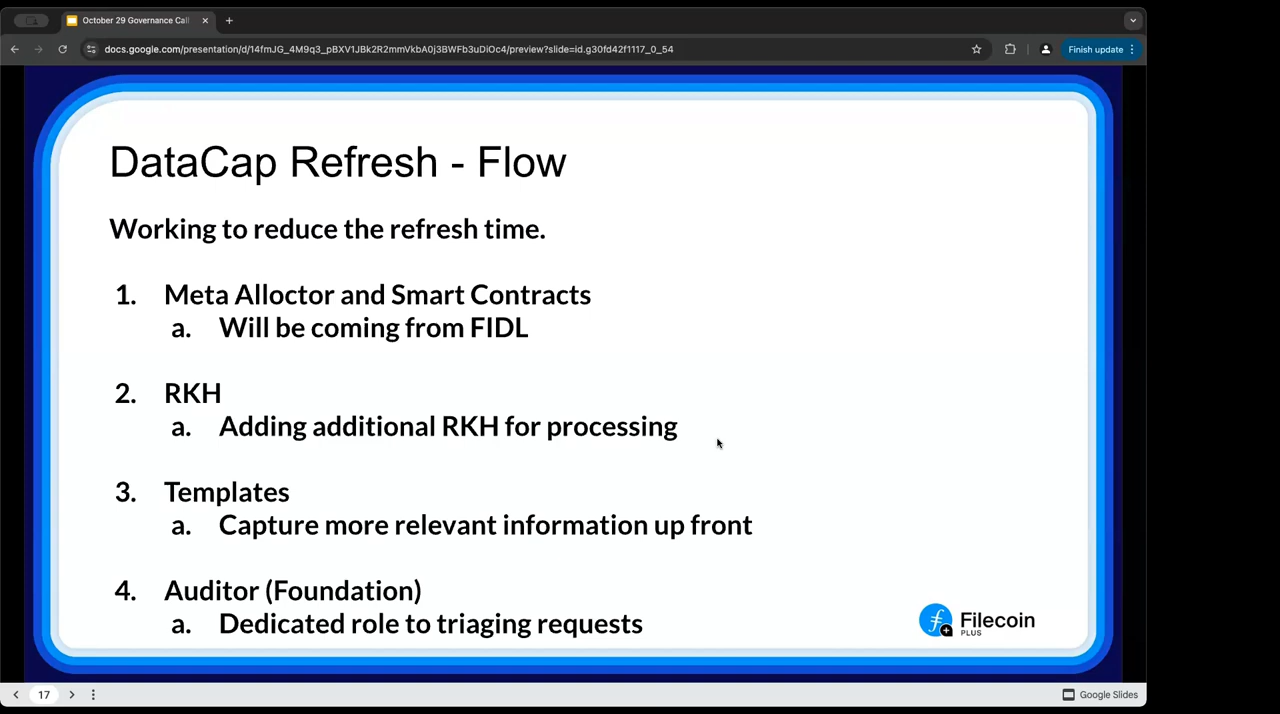 October 29 Governance Call
docs.google.com/presentation/d/14fmJG_4M9q3_pBXV1JBk2R2mmVkbA0j3BWFb3uDiOc4/preview?slide=id.g30fd42f1117_0_54
Finish update
DataCap Refresh - Flow
Working to reduce the refresh time.
1. Meta Alloctor and Smart Contracts
a. Will be coming from FIDL
2. RKH
a. Adding additional RKH for processing
3. Templates
a. Capture more relevant information up front
4. Auditor (Foundation)
a. Dedicated role to triaging requests
Filecoin
PLUS
17
Google Slides